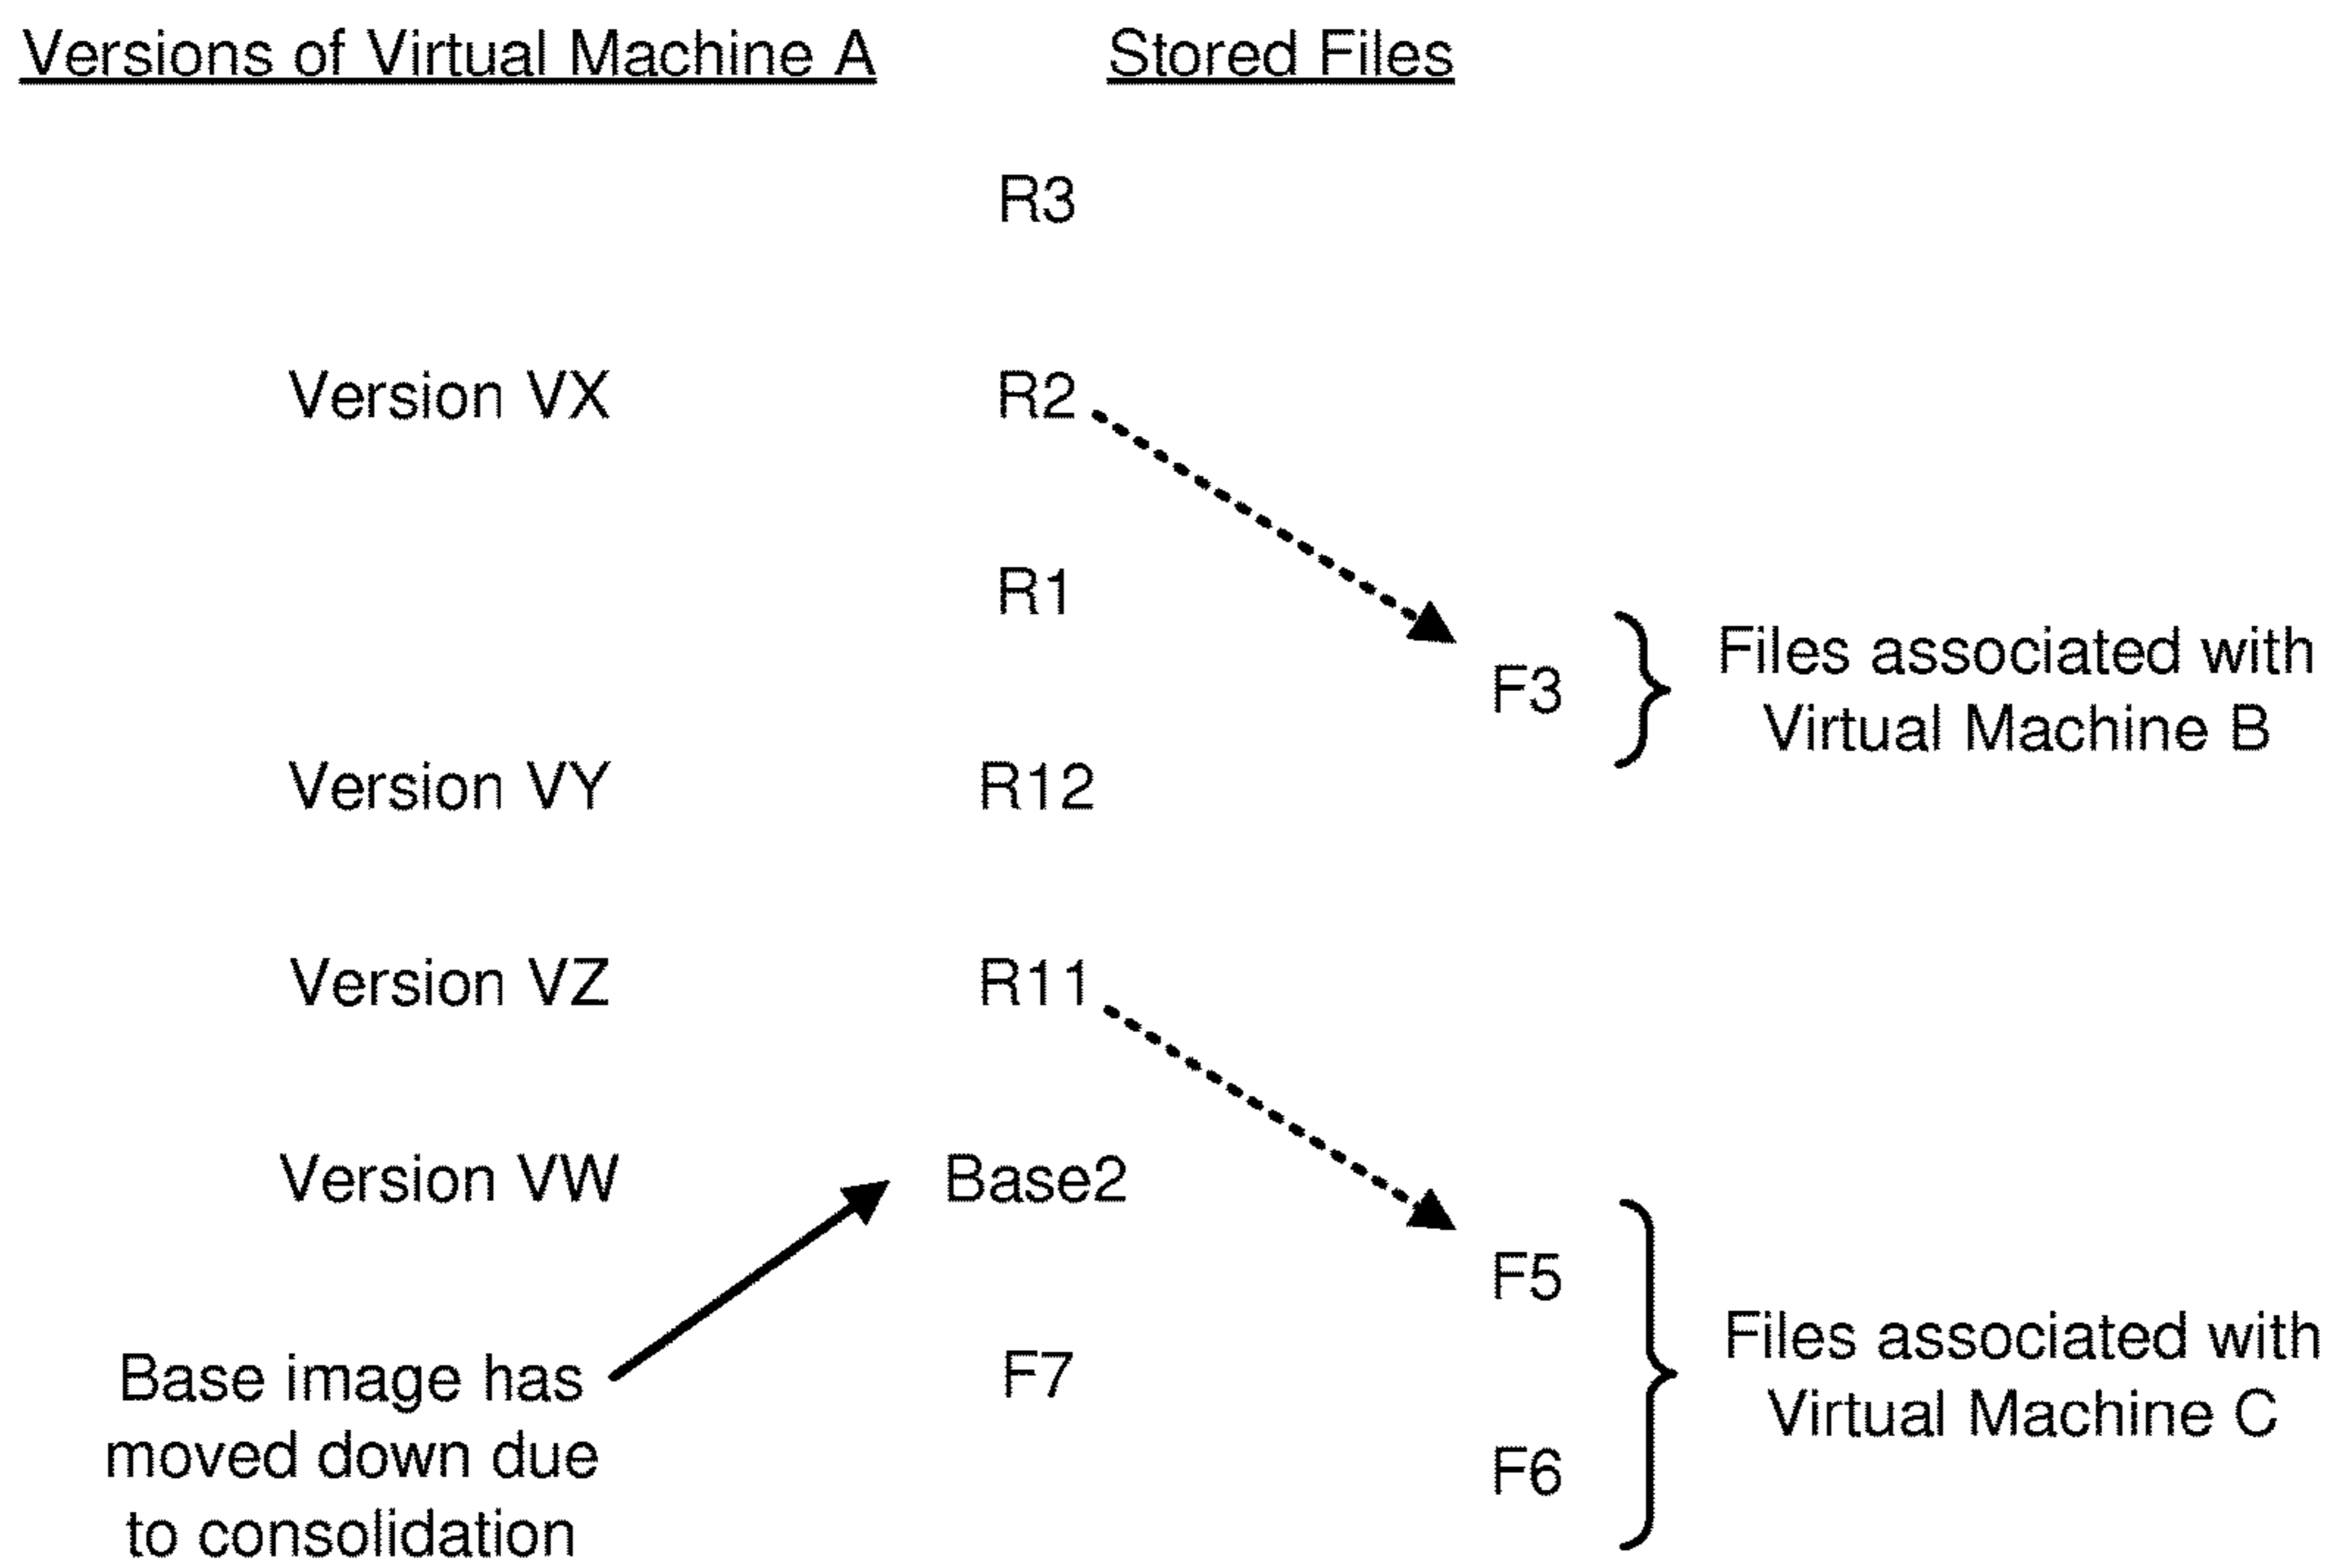 Versions of Virtual Machine A
Stored Files
R3
Version VX
R2
R1
F3
Files associated with
Virtual Machine B
Version VY
R12
Version VZ
R11
Version VW
Base2
F5
Base image has
moved down due
to consolidation
F7
F6
Files associated with
Virtual Machine C